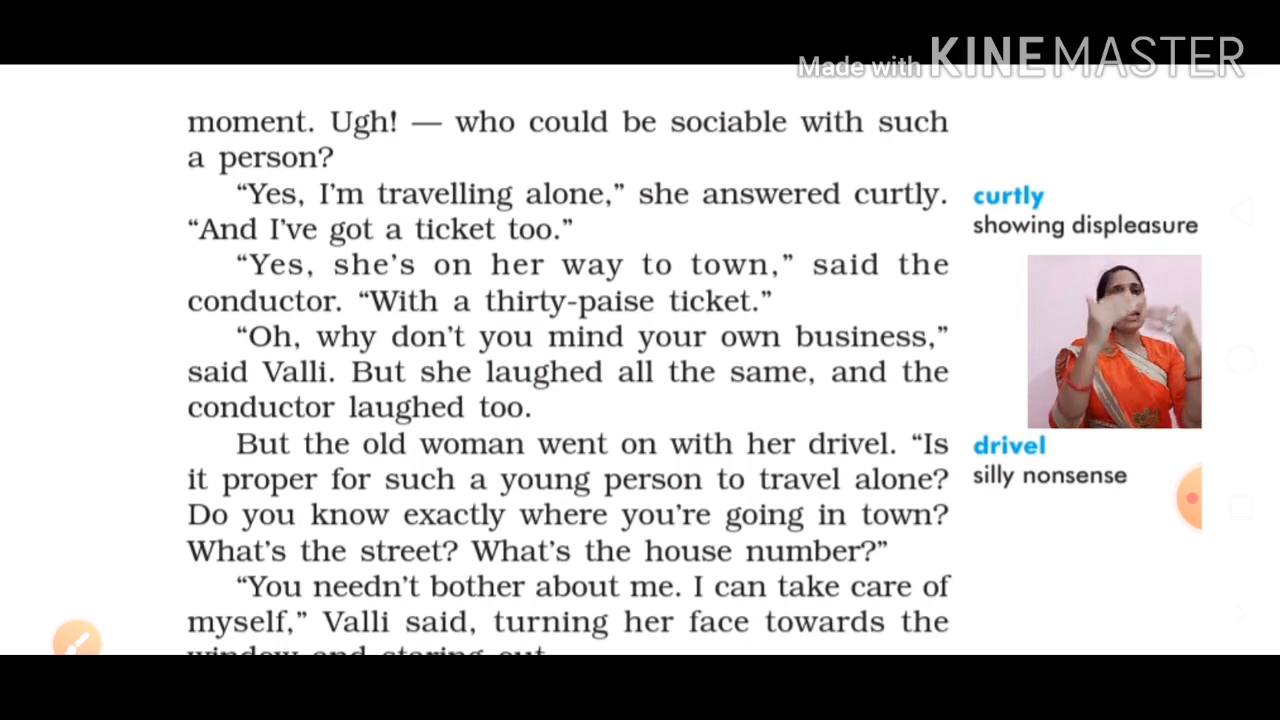 Made with KINEMASTER
moment. Ugh! — who could be sociable with such
a person?
“Yes, I’m travelling alone,” she answered curtly.
“And I’ve got a ticket too.”
“Yes, she’s on her way to town,” said the
conductor. “With a thirty-paise ticket.”
“Oh, why don’t you mind your own business,”
said Valli. But she laughed all the same, and the
conductor laughed too.
But the old woman went on with her drivel. “Is
it proper for such a young person to travel alone?
Do you know exactly where you’re going in town?
What’s the street? What’s the house number?”
“You needn’t bother about me. I can take care of
myself,” Valli said, turning her face towards the
window and staring out.
curtly
showing displeasure
drivel
silly nonsense